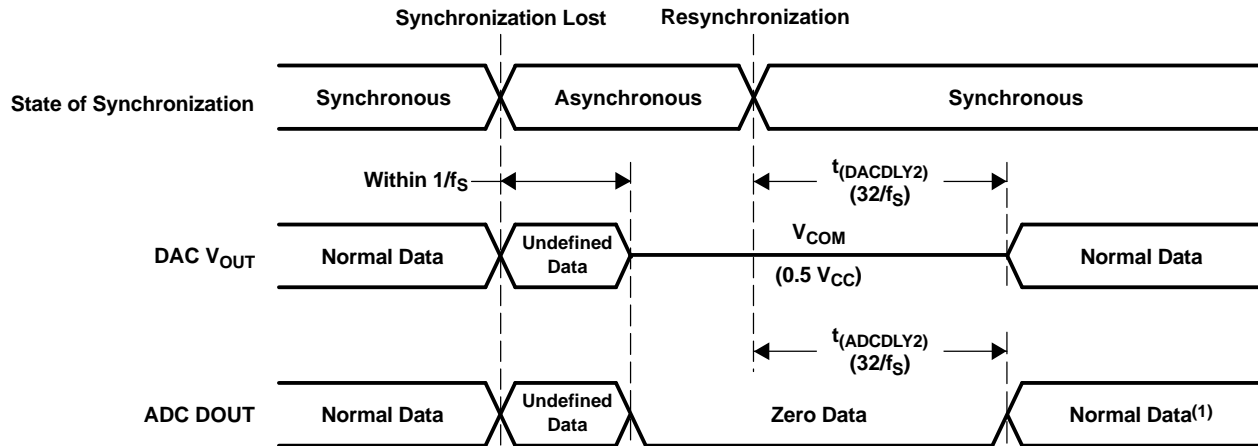 Synchronization Lost Resynchronization
State of Synchronization Synchronous Asynchronous Synchronous
Within 1/fS t(DACDLY2)
(32/fS)
DAC VOUT Normal Data Undefined
Data VCOM
(0.5 VCC) Normal Data
t(ADCDLY2)
(32/fS)
ADC DOUT Normal Data Undefined
Data Zero Data Normal Data(1)